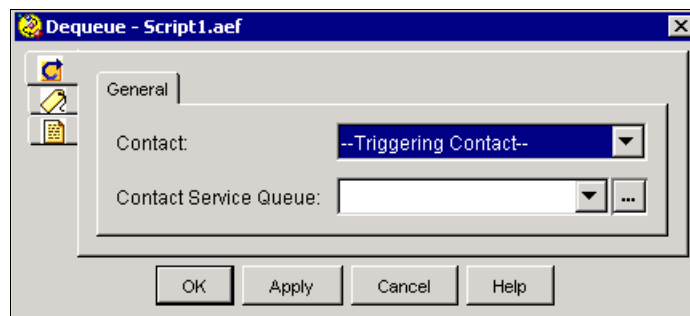 Dequeue - Script1.aef
General
Contact: --Triggering Contact--
Contact Service Queue: ...
OK Apply Cancel Help